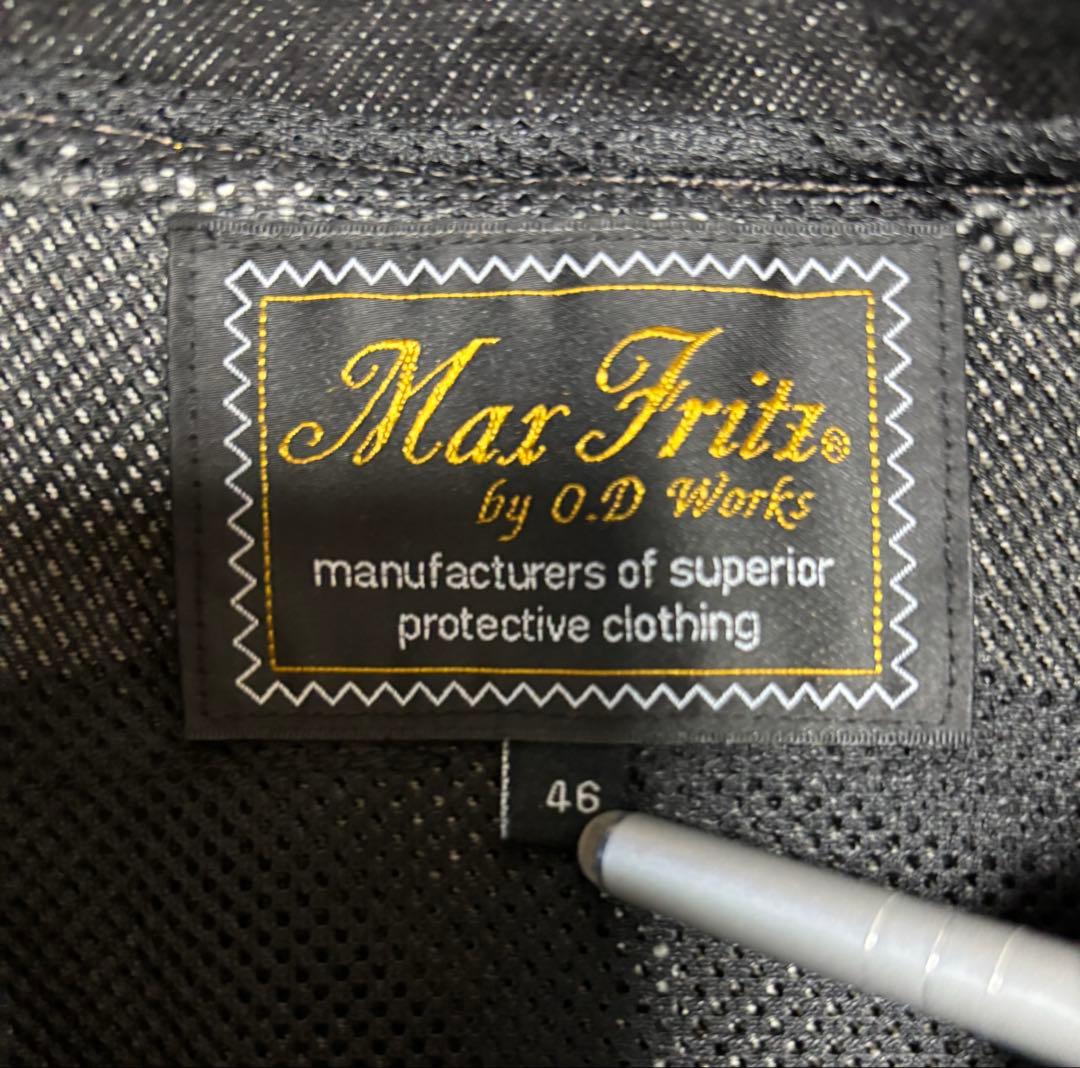 Max Fritz®
by O.D Works
manufacturers of superior
protective clothing
46